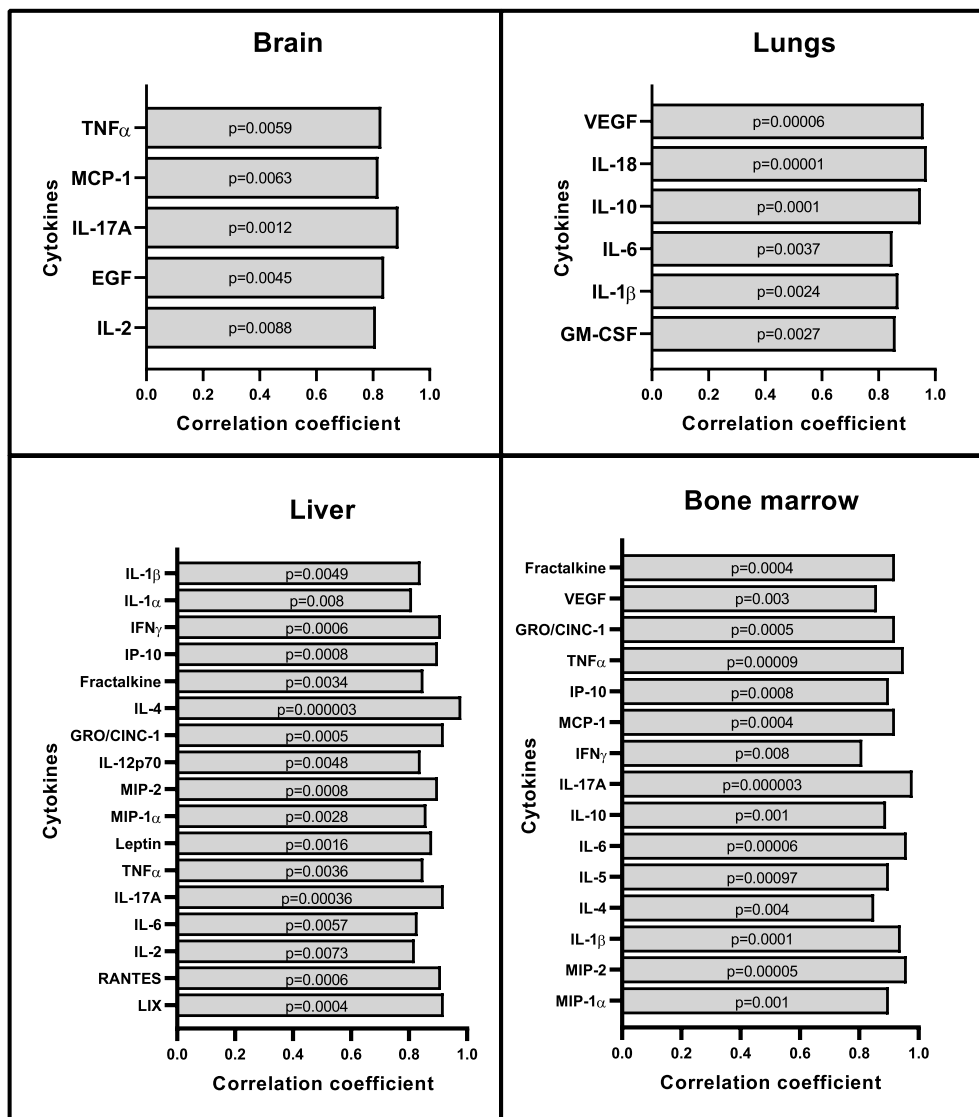 Brain
Cytokines
TNFα
p=0.0059
MCP-1
p=0.0063
IL-17A
p=0.0012
EGF
p=0.0045
IL-2
p=0.0088
0.0 0.2 0.4 0.6 0.8 1.0
Correlation coefficient
Lungs
Cytokines
VEGF
p=0.00006
IL-18
p=0.00001
IL-10
p=0.0001
IL-6
p=0.0037
IL-1β
p=0.0024
GM-CSF
p=0.0027
0.0 0.2 0.4 0.6 0.8 1.0
Correlation coefficient
Liver
Cytokines
IL-1β
p=0.0049
IL-1α
p=0.008
IFNγ
p=0.0006
IP-10
p=0.0008
Fractalkine
p=0.0034
IL-4
p=0.000003
GRO/CINC-1
p=0.0005
IL-12p70
p=0.0048
MIP-2
p=0.0008
MIP-1α
p=0.0028
Leptin
p=0.0016
TNFα
p=0.0036
IL-17A
p=0.00036
IL-6
p=0.0057
IL-2
p=0.0073
RANTES
p=0.0006
LIX
p=0.0004
0.0 0.2 0.4 0.6 0.8 1.0
Correlation coefficient
Bone marrow
Cytokines
Fractalkine
p=0.0004
VEGF
p=0.003
GRO/CINC-1
p=0.0005
TNFα
p=0.00009
IP-10
p=0.0008
MCP-1
p=0.0004
IFNγ
p=0.008
IL-17A
p=0.000003
IL-10
p=0.001
IL-6
p=0.00006
IL-5
p=0.00097
IL-4
p=0.004
IL-1β
p=0.0001
MIP-2
p=0.00005
MIP-1α
p=0.001
0.0 0.2 0.4 0.6 0.8 1.0
Correlation coefficient